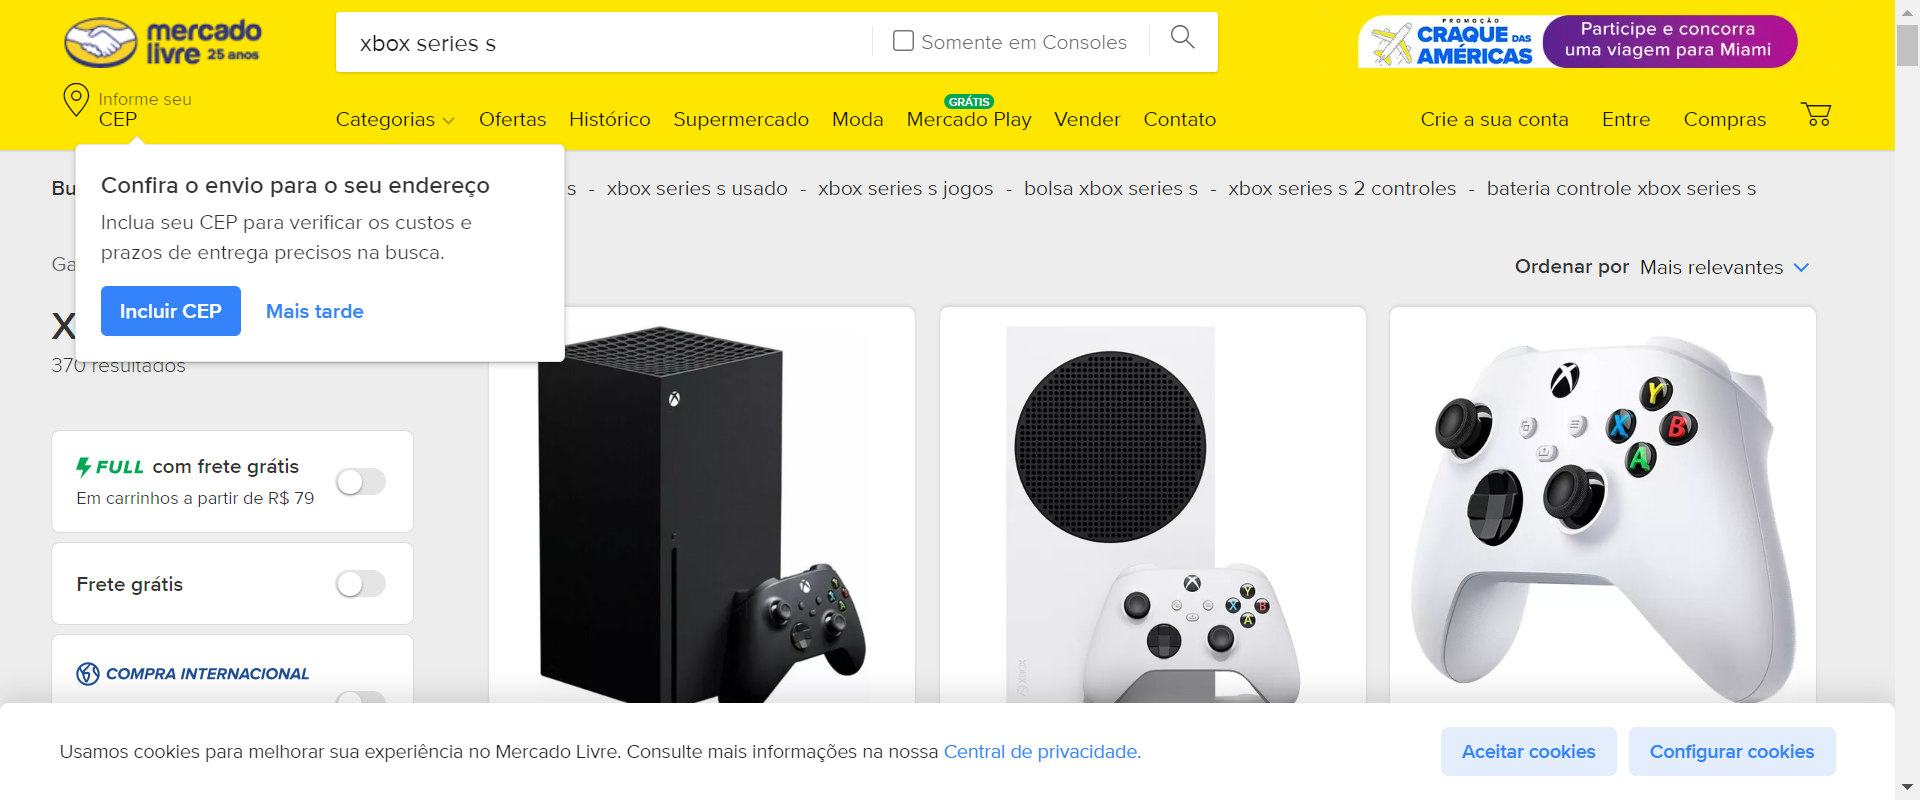 mercado
livre 25 anos
xbox series s
Somente em Consoles
PROMOÇÃO
CRAQUE DAS
AMÉRICAS
Participe e concorra
uma viagem para Miami
Informe seu
CEP
GRÁTIS
Categorias Ofertas Histórico Supermercado Moda Mercado Play Vender Contato
Crie a sua conta Entre Compras
Bu
s - xbox series s usado - xbox series s jogos - bolsa xbox series s - xbox series s 2 controles - bateria controle xbox series s
Confira o envio para o seu endereço
Inclua seu CEP para verificar os custos e
prazos de entrega precisos na busca.
Incluir CEP Mais tarde
Ga
Ordenar por Mais relevantes
X
370 resultados
FULL com frete grátis
Em carrinhos a partir de R$ 79
Frete grátis
COMPRA INTERNACIONAL
Y
X B
A
XBOX
Y
X B
A
Usamos cookies para melhorar sua experiência no Mercado Livre. Consulte mais informações na nossa Central de privacidade.
Aceitar cookies Configurar cookies